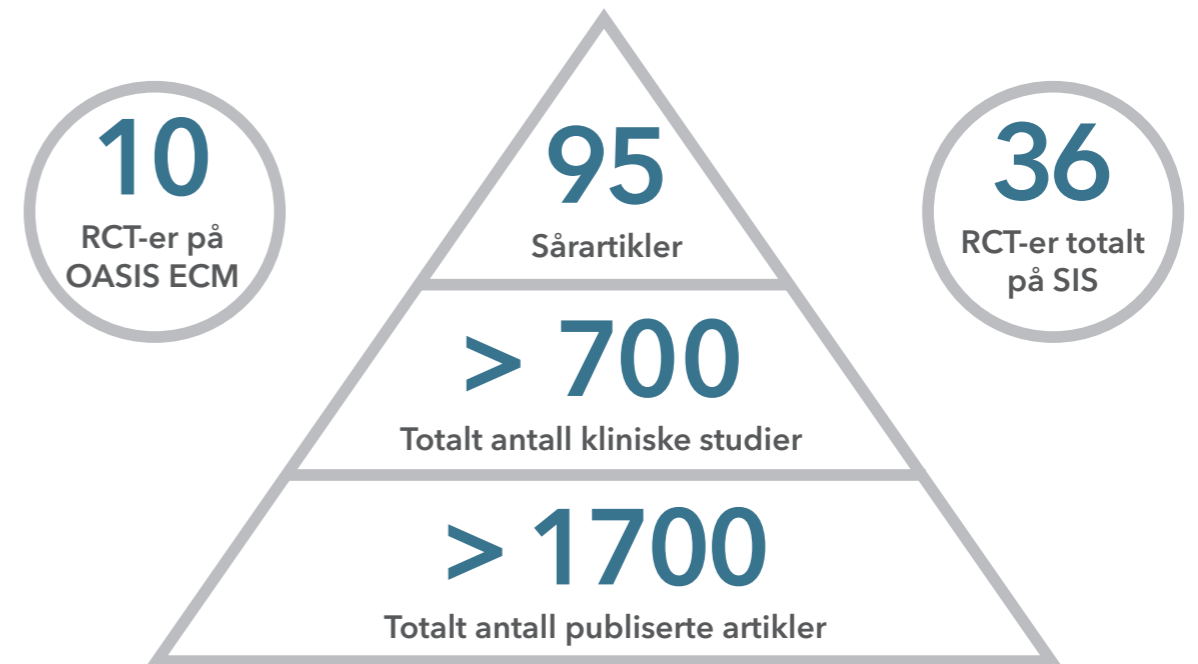 10
RCT-er på
OASIS ECM
95
Sårartikler
36
RCT-er totalt
på SIS
> 700
Totalt antall kliniske studier
> 1700
Totalt antall publiserte artikler